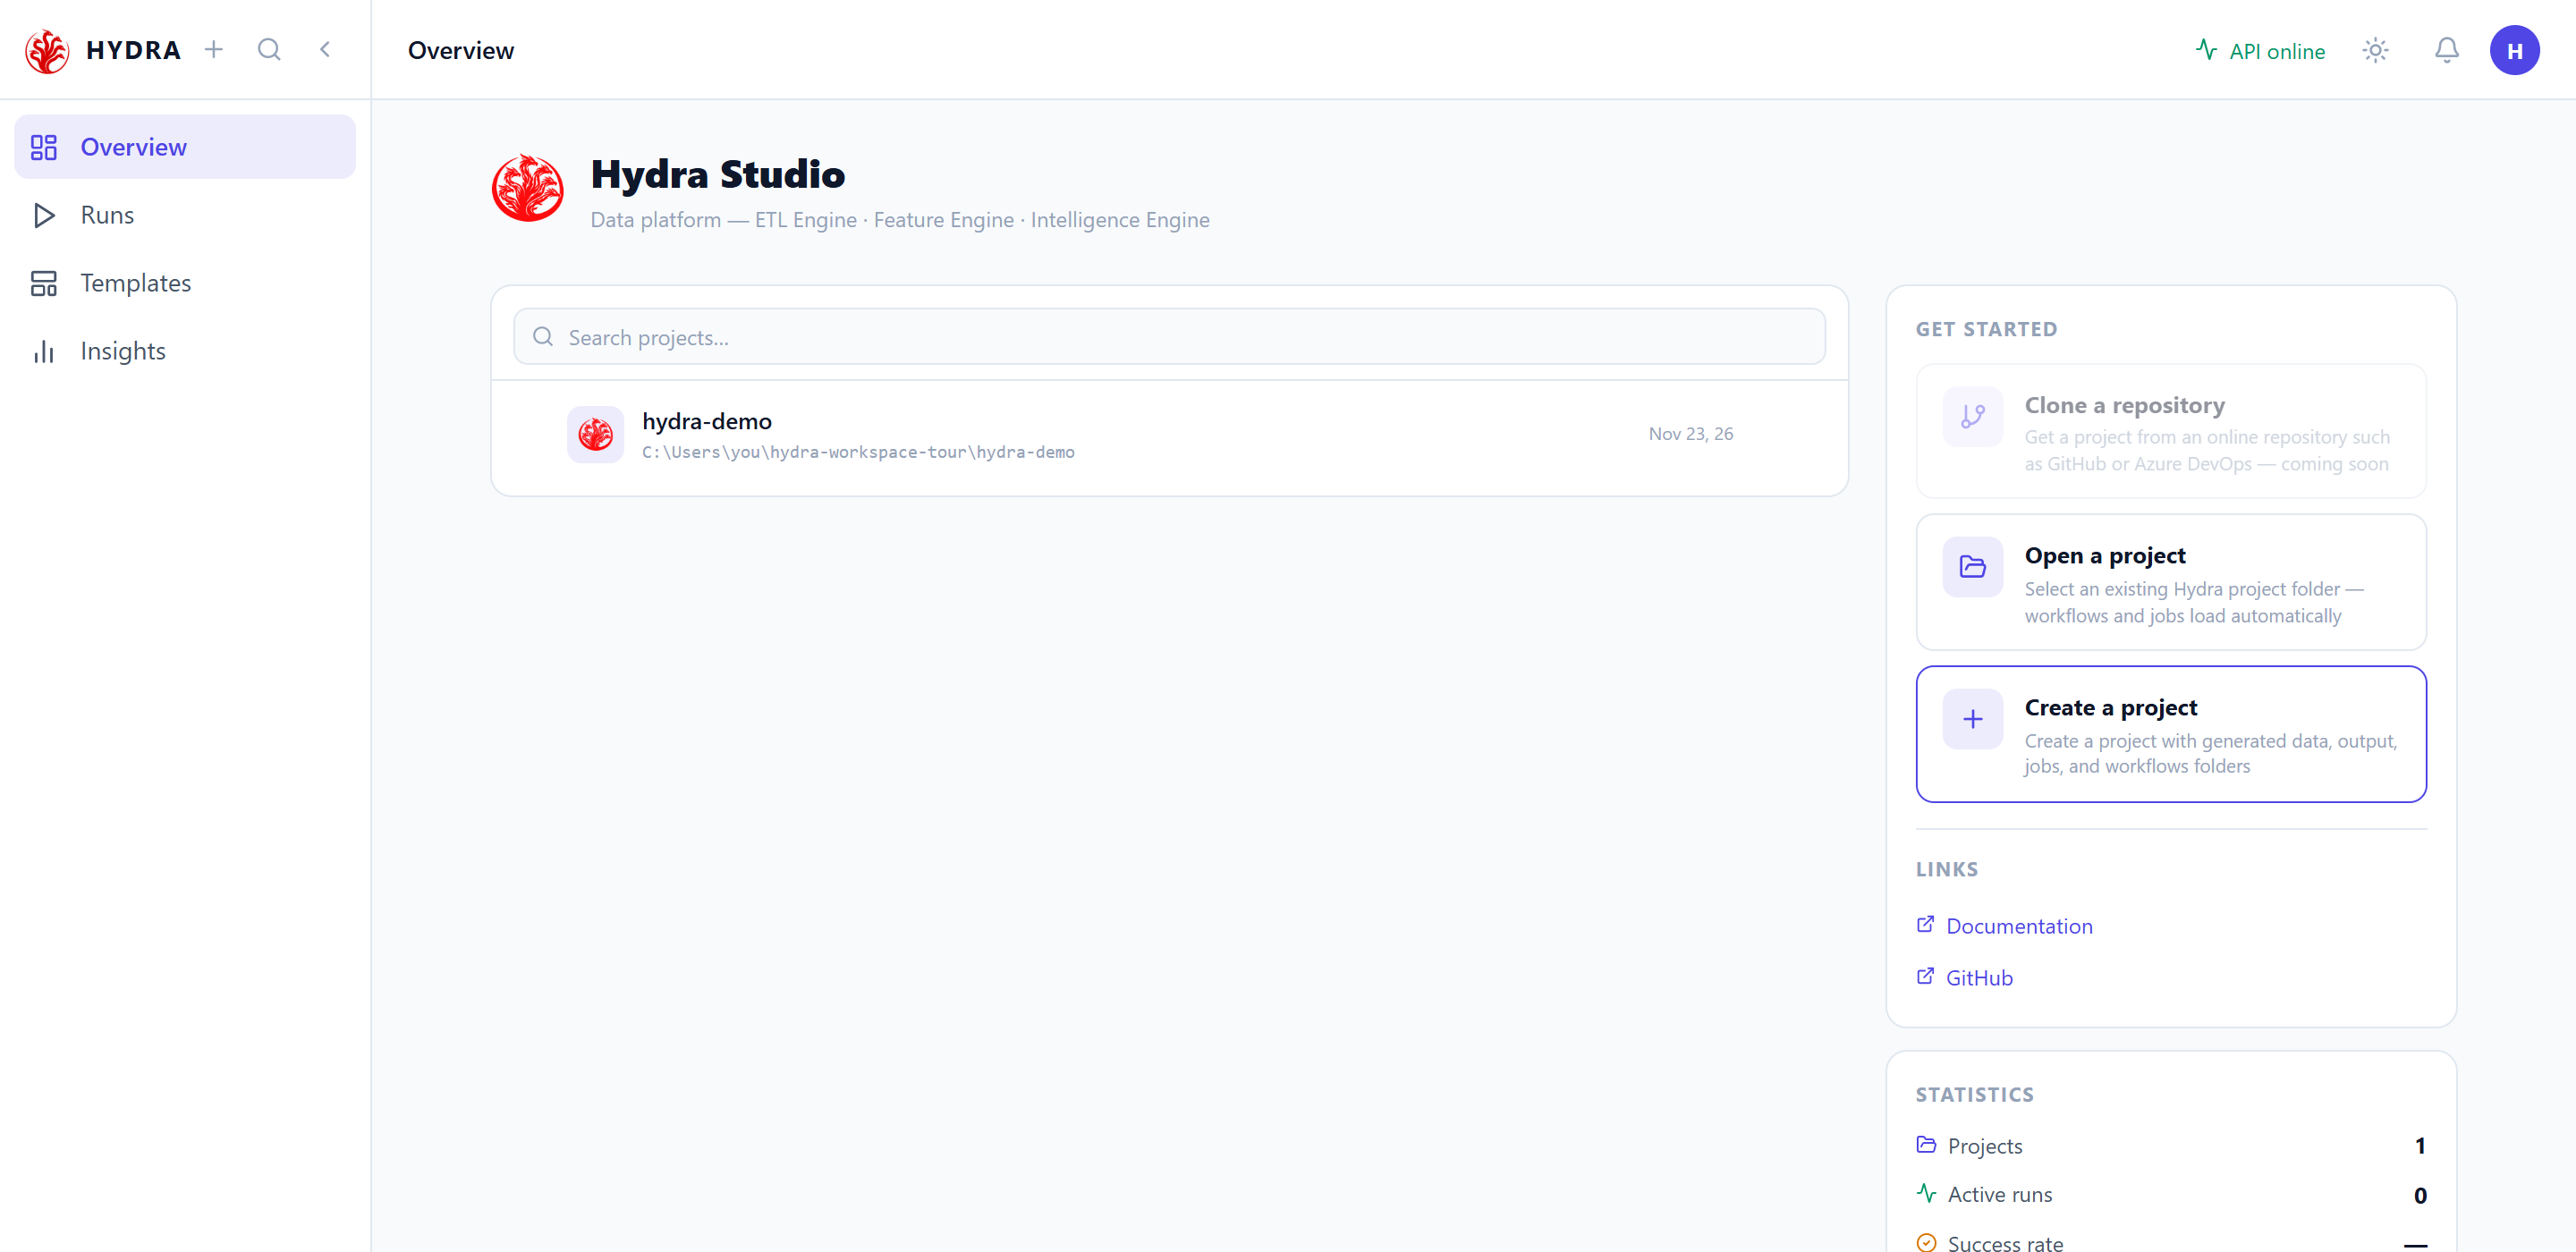 HYDRA
Overview
API online
H
Overview
Runs
Templates
Insights
Hydra Studio
Data platform — ETL Engine · Feature Engine · Intelligence Engine
Search projects...
hydra-demo
C:\Users\you\hydra-workspace-tour\hydra-demo
Nov 23, 26
GET STARTED
Clone a repository
Get a project from an online repository such
as GitHub or Azure DevOps — coming soon
Open a project
Select an existing Hydra project folder —
workflows and jobs load automatically
Create a project
Create a project with generated data, output,
jobs, and workflows folders
LINKS
Documentation
GitHub
STATISTICS
Projects 1
Active runs 0
Success rate —